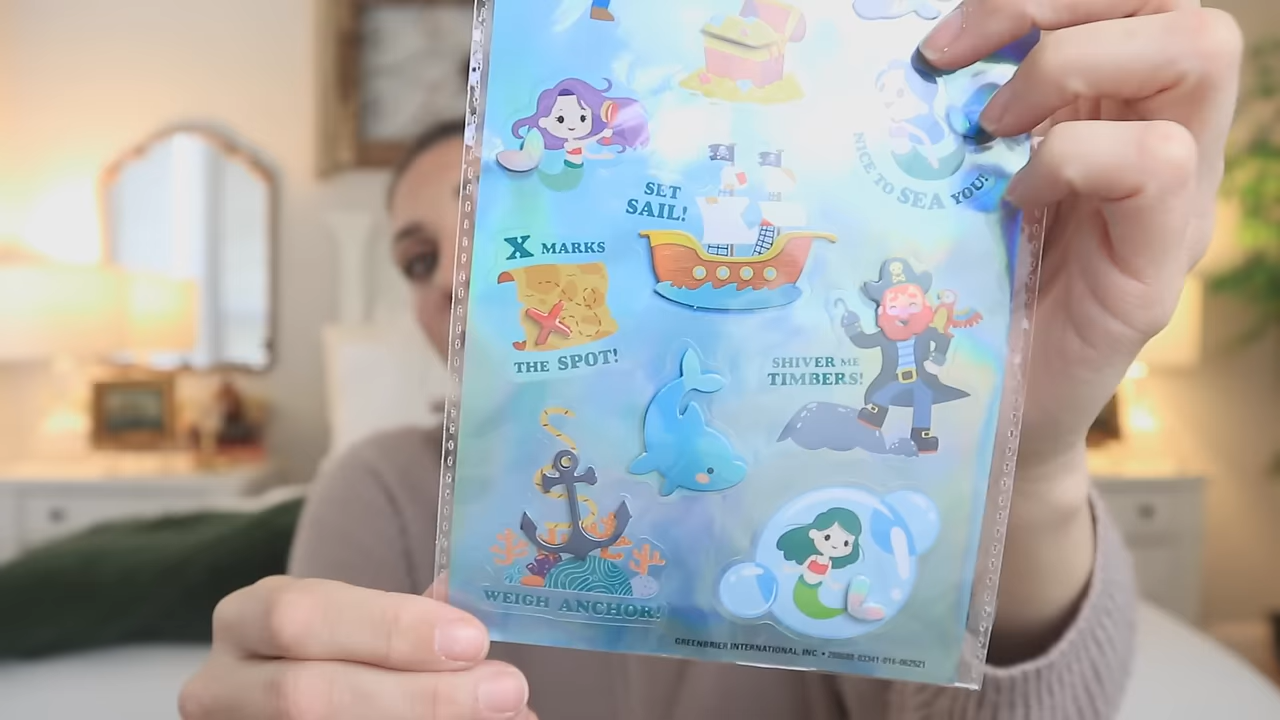 NICE TO SEA YOU!
SET
SAIL!
X MARKS
THE SPOT!
SHIVER ME
TIMBERS!
WEIGH ANCHOR!
GREENBRIER INTERNATIONAL, INC. •